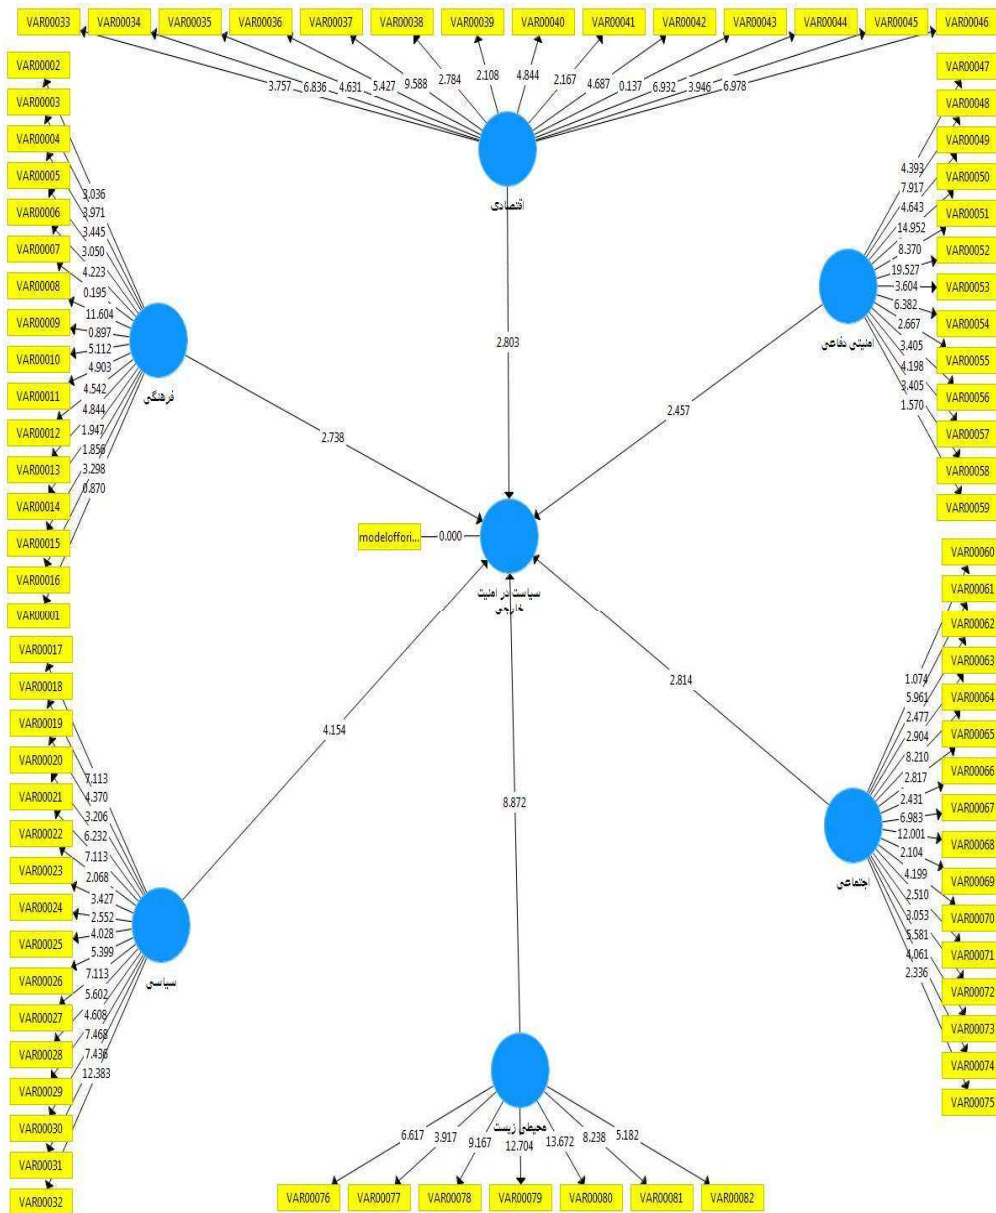 VAR00033 VAR00034 VAR00035 VAR00036 VAR00037 VAR00038 VAR00039 VAR00040 VAR00041 VAR00042 VAR00043 VAR00044 VAR00045 VAR00046
3.757 6.836 4.631 5.427 9.588 2.784 2.108 4.844 2.167 4.687 0.137 6.932 3.946 6.978
اقتصادی
2.803
VAR00002
VAR00003
VAR00004
VAR00005
VAR00006
VAR00007
VAR00008
VAR00009
VAR00010
VAR00011
VAR00012
VAR00013
VAR00014
VAR00015
VAR00016
VAR00001
3.036
3.971
3.445
3.050
4.223
0.195
11.604
0.897
5.112
4.903
4.542
4.844
1.947
1.856
3.298
0.870
فرهنگی
2.738
VAR00047
VAR00048
VAR00049
VAR00050
VAR00051
VAR00052
VAR00053
VAR00054
VAR00055
VAR00056
VAR00057
VAR00058
VAR00059
4.393
7.917
4.643
14.952
8.370
19.527
3.604
6.382
2.667
3.405
4.198
3.405
1.570
امنیتی دفاعی
2.457
modeloffori...
0.000
سیاست در امنیت
خارجی
VAR00017
VAR00018
VAR00019
VAR00020
VAR00021
VAR00022
VAR00023
VAR00024
VAR00025
VAR00026
VAR00027
VAR00028
VAR00029
VAR00030
VAR00031
VAR00032
7.113
4.370
3.206
6.232
7.113
2.068
3.427
2.552
4.028
5.399
7.113
5.602
4.608
7.468
7.436
12.383
سیاسی
4.154
VAR00060
VAR00061
VAR00062
VAR00063
VAR00064
VAR00065
VAR00066
VAR00067
VAR00068
VAR00069
VAR00070
VAR00071
VAR00072
VAR00073
VAR00074
VAR00075
1.074
5.961
2.477
2.904
8.210
2.817
2.431
6.983
12.001
2.104
4.199
2.510
3.053
5.581
4.061
2.336
اجتماعی
2.814
8.872
محیطی زیست
6.617 3.917 9.167 12.704 13.672 8.238 5.182
VAR00076 VAR00077 VAR00078 VAR00079 VAR00080 VAR00081 VAR00082